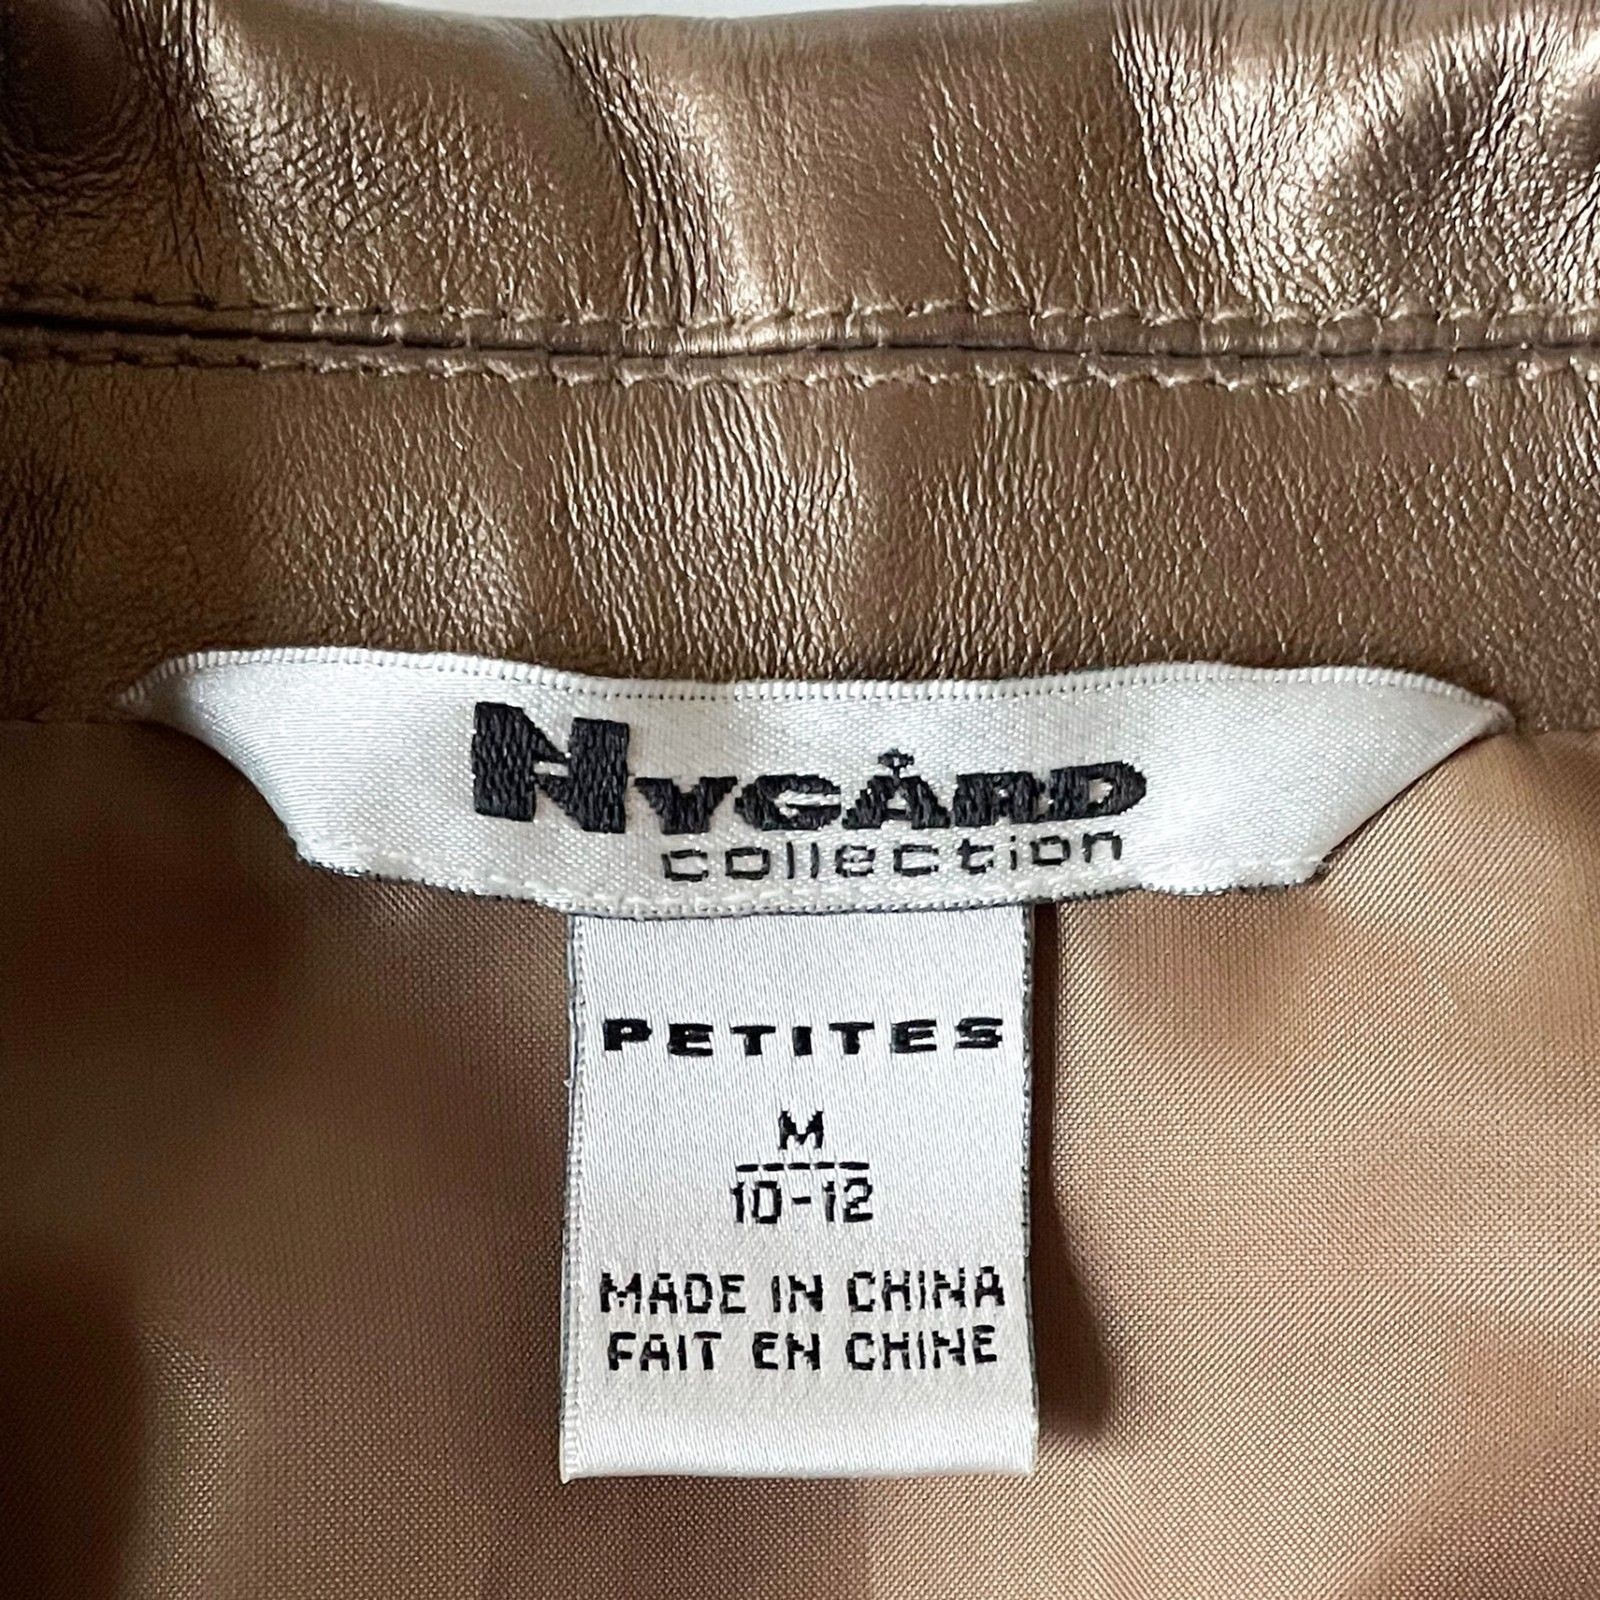 NYGÅRD
collection
PETITES
M
10-12
MADE IN CHINA
FAIT EN CHINE